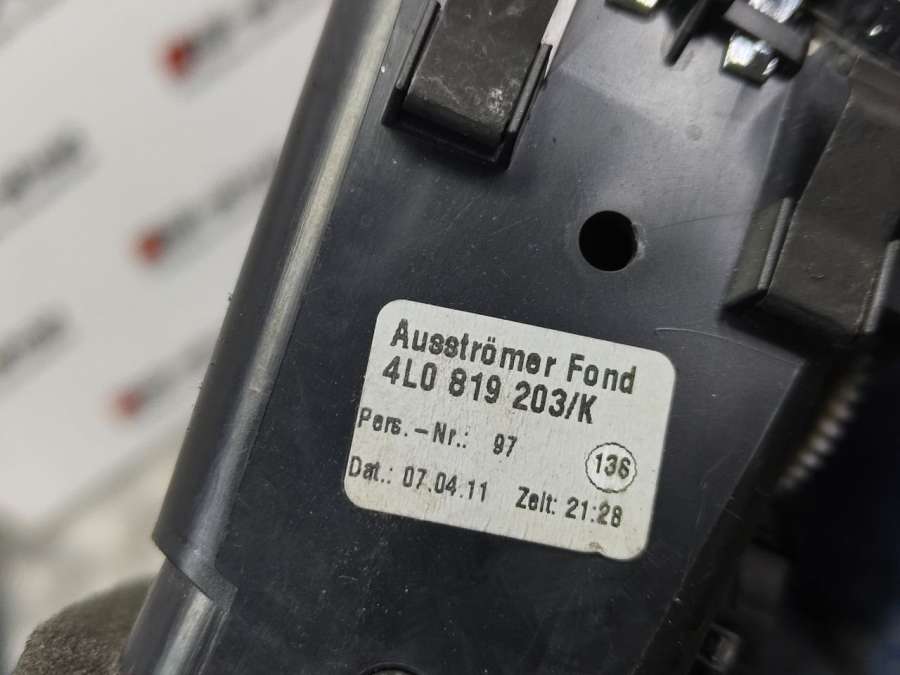 Ausströmer Fond
4L0 819 203/K
Pers.-Nr.: 97
136
Dat.: 07.04.11 Zeit: 21:28